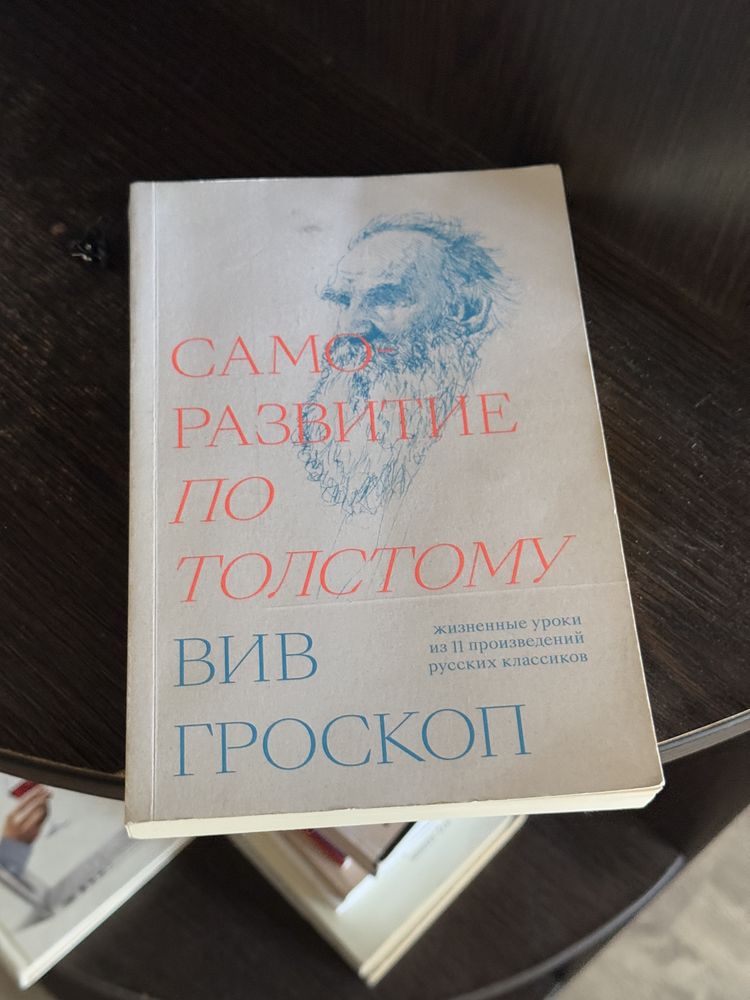 САМО-
РАЗВИТИЕ
ПО
ТОЛСТОМУ
ВИВ
ГРОСКОП
жизненные уроки
из 11 произведений
русских классиков